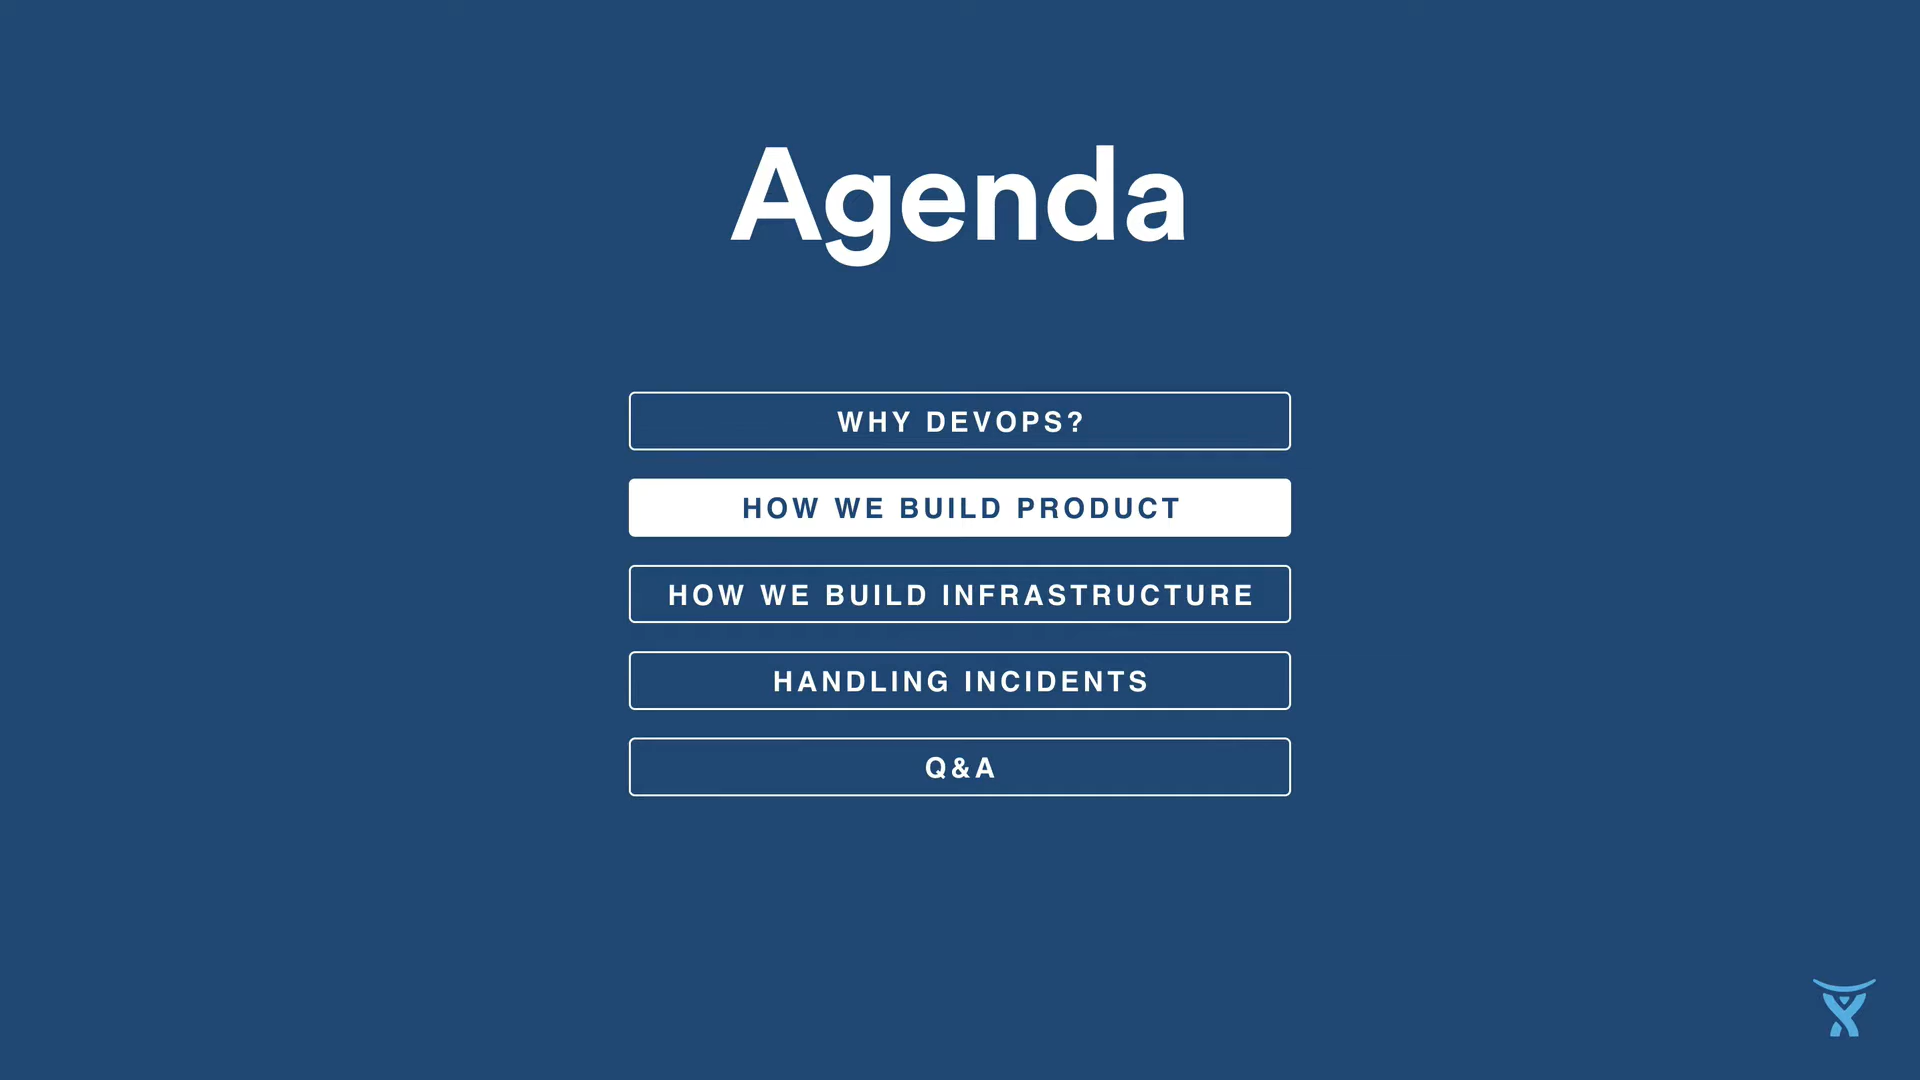 Agenda
WHY DEVOPS?
HOW WE BUILD PRODUCT
HOW WE BUILD INFRASTRUCTURE
HANDLING INCIDENTS
Q&A